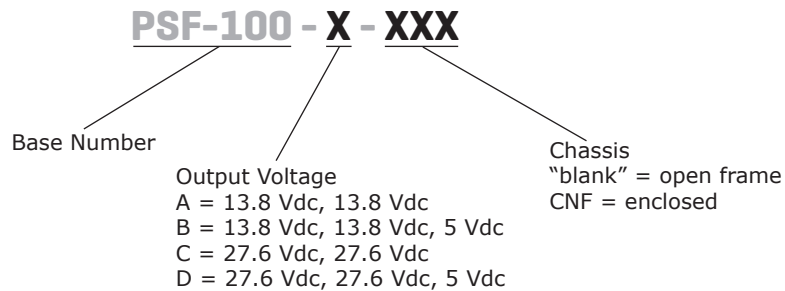 PSF-100 - X - XXX
Base Number
Output Voltage
A = 13.8 Vdc, 13.8 Vdc
B = 13.8 Vdc, 13.8 Vdc, 5 Vdc
C = 27.6 Vdc, 27.6 Vdc
D = 27.6 Vdc, 27.6 Vdc, 5 Vdc
Chassis
"blank" = open frame
CNF = enclosed